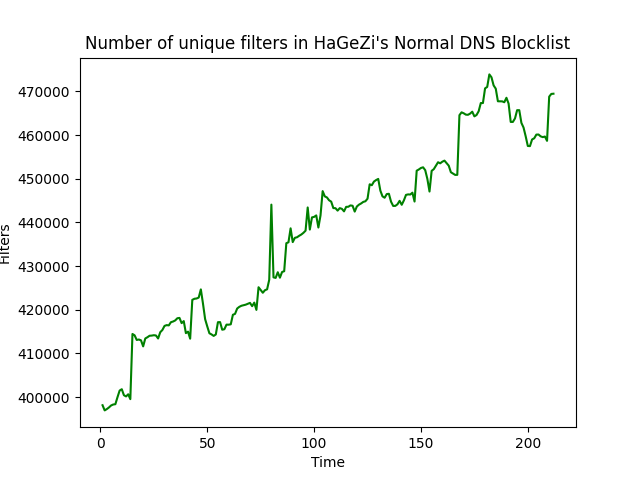 Number of unique filters in HaGeZi's Normal DNS Blocklist
470000
460000
450000
440000
430000
420000
410000
400000
Filters
0 50 100 150 200
Time